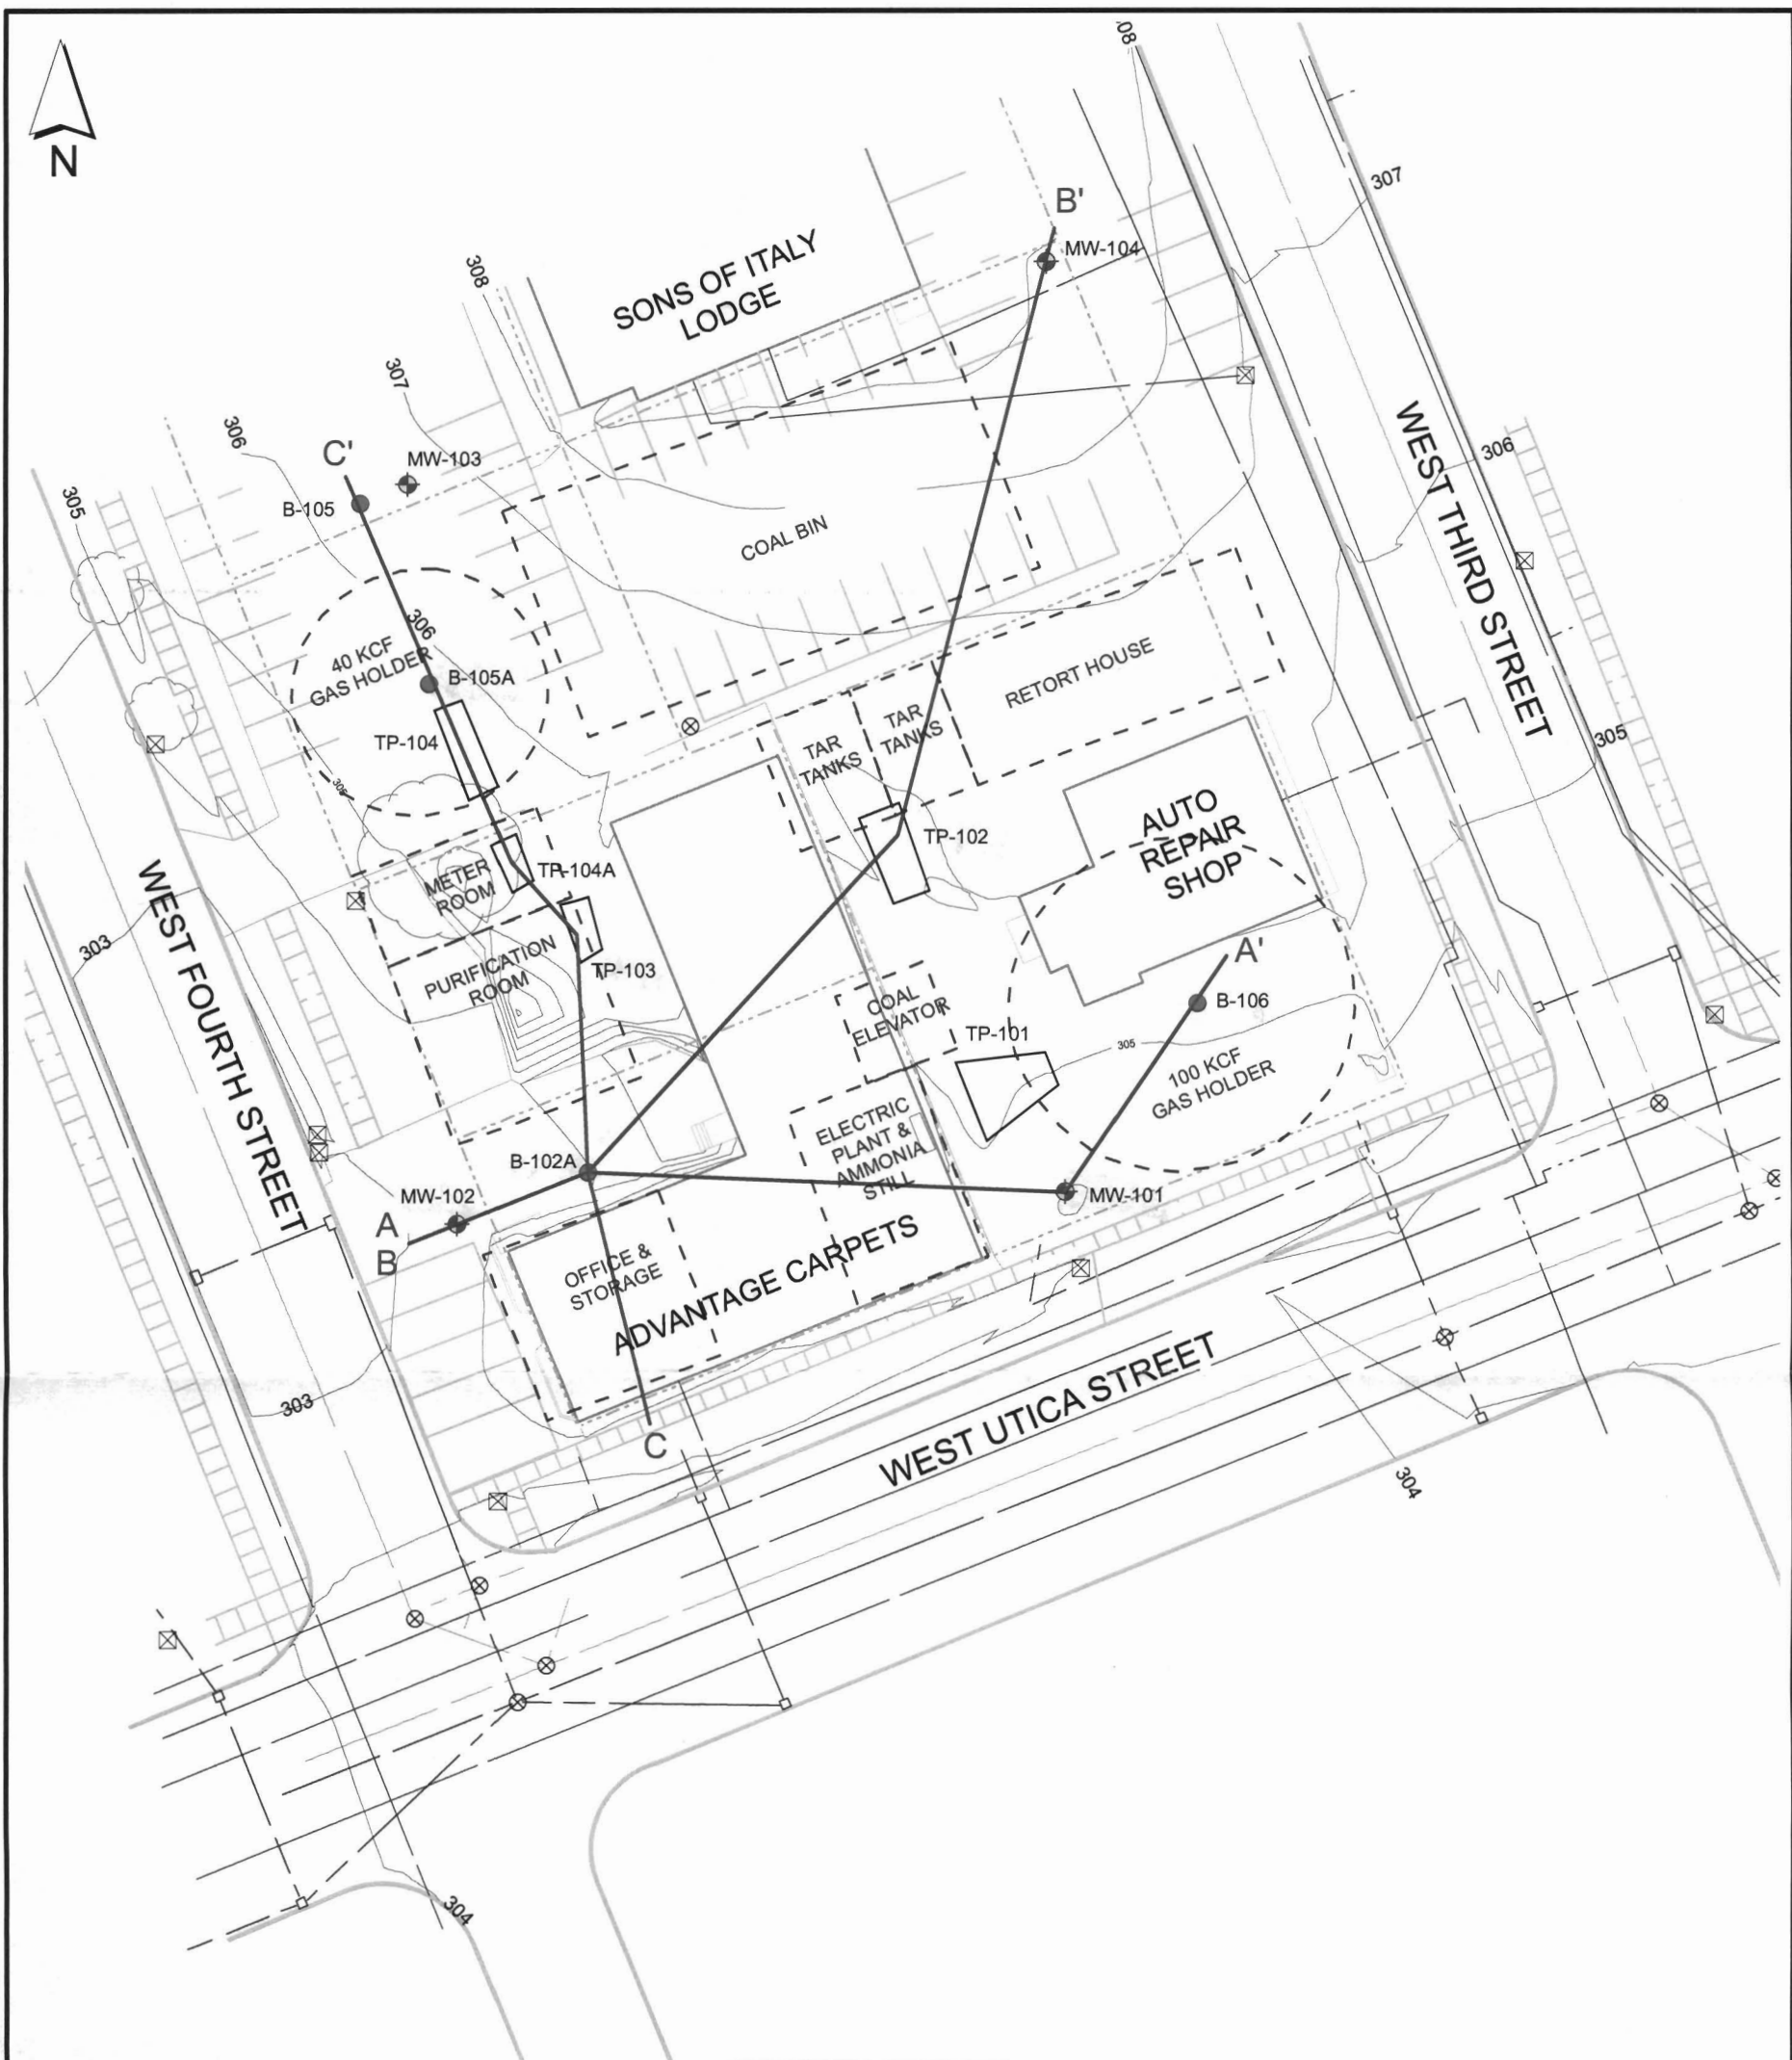 N
08
307
B'
MW-104
SONS OF ITALY
LODGE
308
307
306
305
C'
MW-103
B-105
306
WEST THIRD STREET
COAL BIN
306
40 KCF
GAS HOLDER
B-105A
RETORT HOUSE
TAR
TANKS
TAR
TANKS
TP-104
305
305
AUTO
REPAIR
SHOP
TP-102
METER
ROOM
TP-104A
303
WEST FOURTH STREET
PURIFICATION
ROOM
TP-103
A'
B-106
COAL
ELEVATOR
TP-101
305
100 KCF
GAS HOLDER
ELECTRIC
PLANT &
AMMONIA
STILL
B-102A
MW-102
MW-101
A
B
OFFICE &
STORAGE
ADVANTAGE CARPETS
303
C
WEST UTICA STREET
304
304